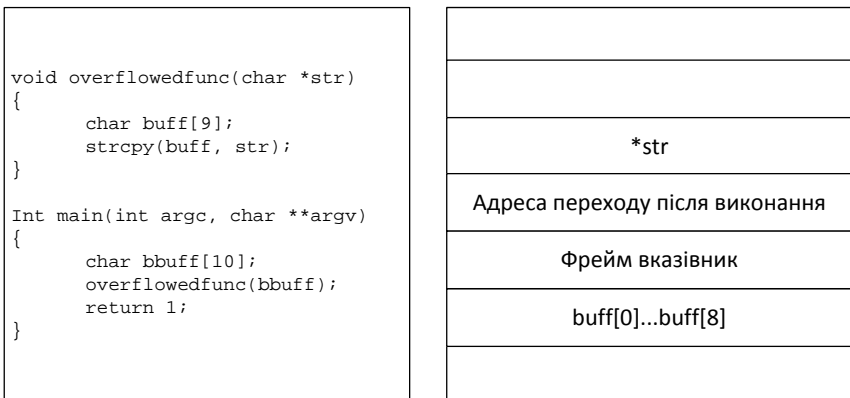 void overflowedfunc(char *str)
{
char buff[9];
strcpy(buff, str);
}
Int main(int argc, char **argv)
{
char bbuff[10];
overflowedfunc(bbuff);
return 1;
}
*str
Адреса переходу після виконання
Фрейм вказівник
buff[0]...buff[8]